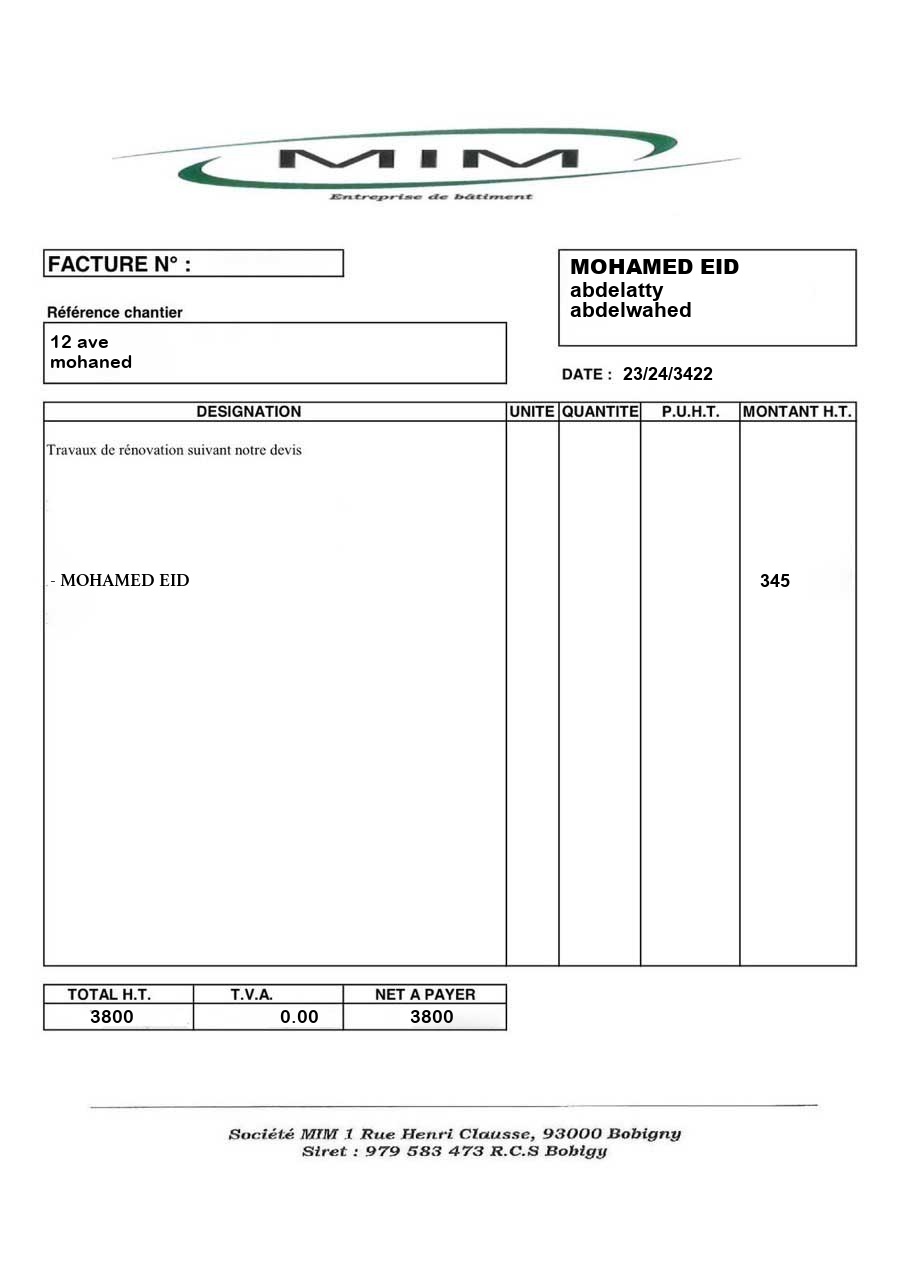 MIM
Entreprise de bâtiment
FACTURE N° :
MOHAMED EID
abdelatty
abdelwahed
Référence chantier
12 ave
mohaned
DATE : 23/24/3422
DESIGNATION UNITE QUANTITE P.U.H.T. MONTANT H.T.
Travaux de rénovation suivant notre devis
- MOHAMED EID 345
TOTAL H.T. T.V.A. NET A PAYER
3800 0.00 3800
Société MIM 1 Rue Henri Clausse, 93000 Bobigny
Siret : 979 583 473 R.C.S Bobigy